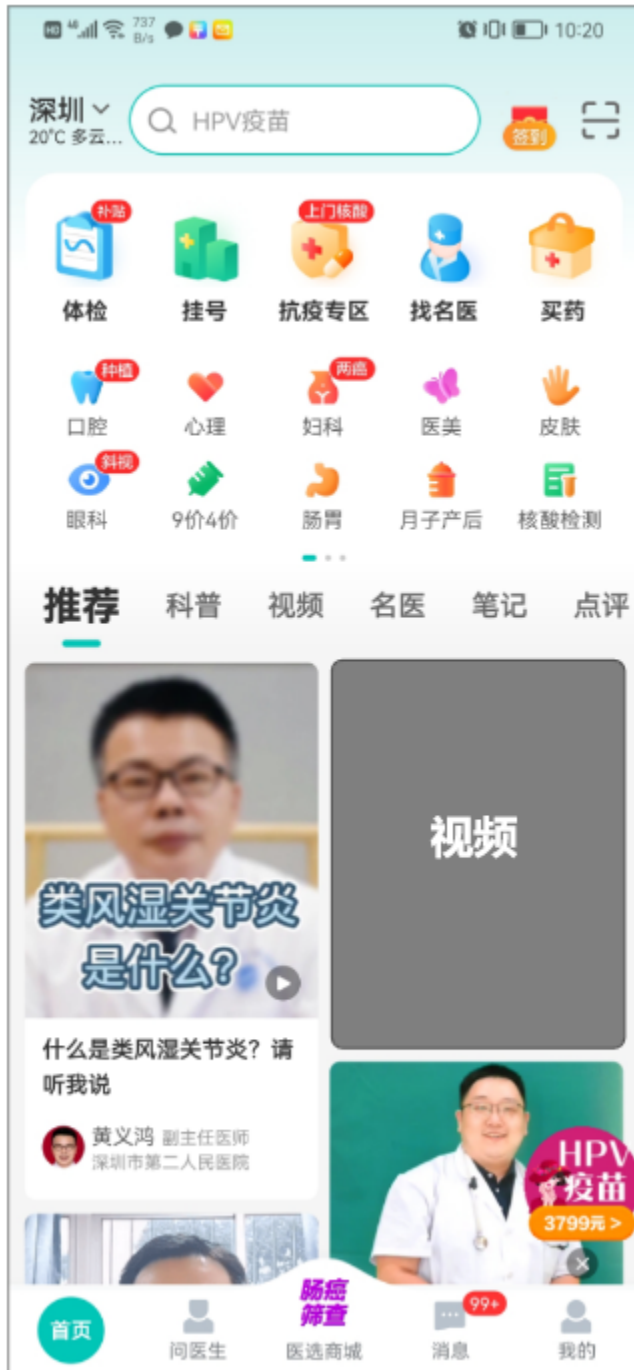 HD 46 737 B/s 10:20
深圳
20°C 多云...
HPV疫苗
签到
补贴
上门核酸
体检 挂号 抗疫专区 找名医 买药
种植 两癌
口腔 心理 妇科 医美 皮肤
斜视
眼科 9价4价 肠胃 月子产后 核酸检测
推荐 科普 视频 名医 笔记 点评
类风湿关节炎
是什么?
什么是类风湿关节炎? 请
听我说
黄义鸿 副主任医师
深圳市第二人民医院
视频
HPV
疫苗
3799元 >
肠癌
筛查
99+
首页 问医生 医选商城 消息 我的